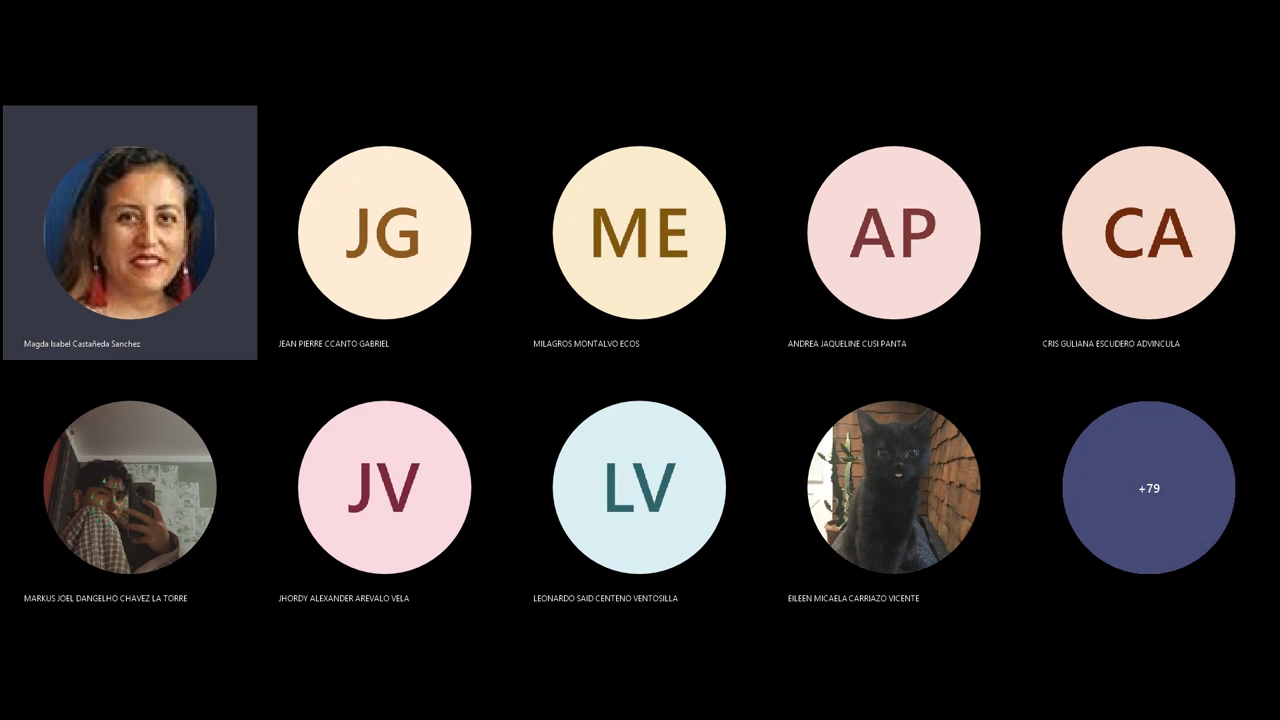 JG
ME
AP
CA
Magda Isabel Castañeda Sanchez
JEAN PIERRE CCANTO GABRIEL
MILAGROS MONTALVO ECOS
ANDREA JAQUELINE CUSI PANTA
CRIS GULIANA ESCUDERO ADVINCULA
JV
LV
+79
MARKUS JOEL DANGELHO CHAVEZ LA TORRE
JHORDY ALEXANDER AREVALO VELA
LEONARDO SAID CENTENO VENTOSILLA
EILEEN MICAELA CARRIAZO VICENTE